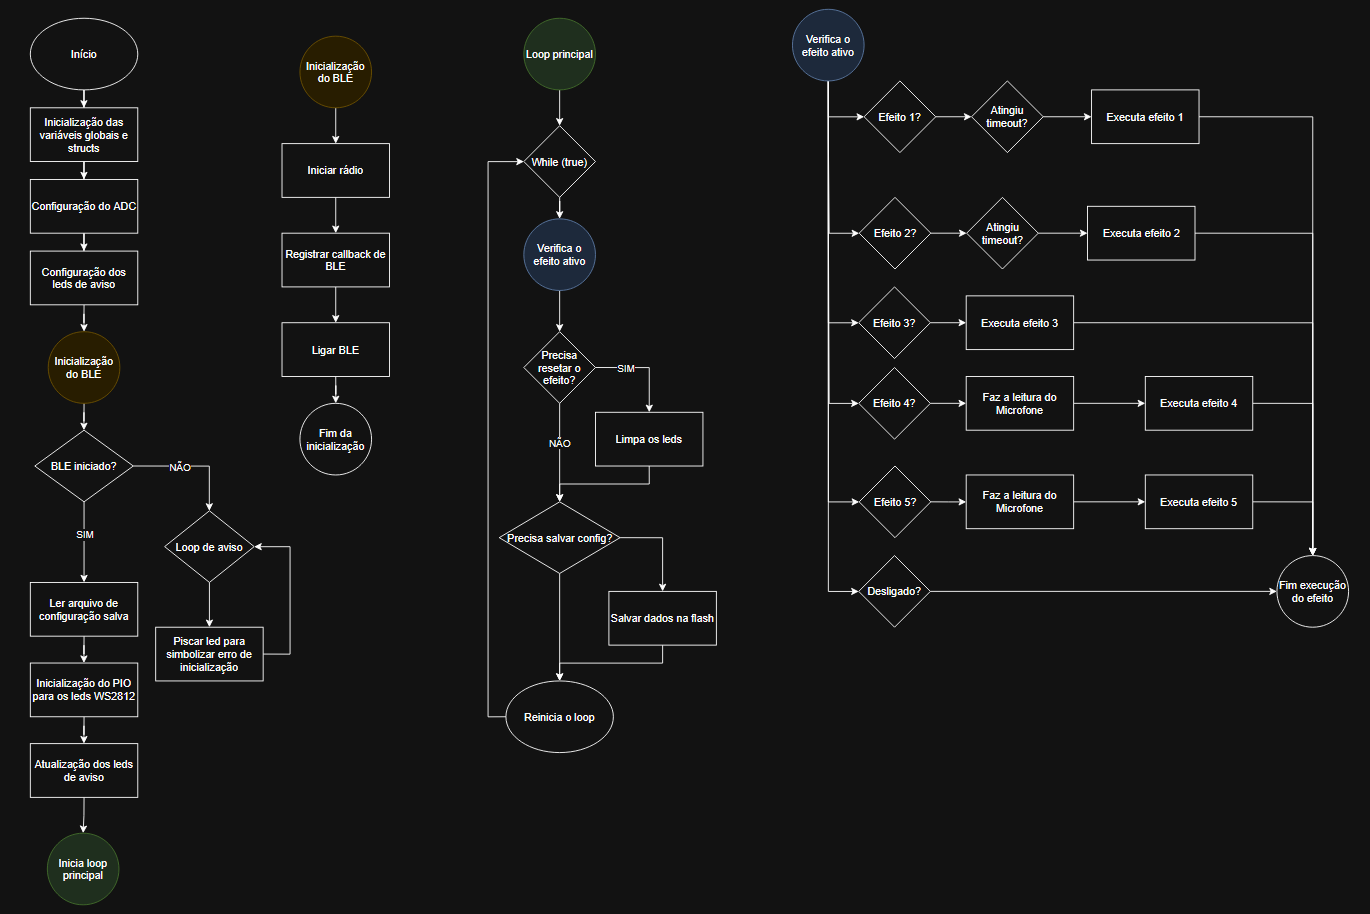 Início
Inicialização das
variáveis globais e
structs
Configuração do ADC
Configuração dos
leds de aviso
Inicialização
do BLE
BLE iniciado?
NÃO
SIM
Loop de aviso
Piscar led para
simbolizar erro de
inicialização
Ler arquivo de
configuração salva
Inicialização do PIO
para os leds WS2812
Atualização dos leds
de aviso
Inicia loop
principal
Inicialização
do BLE
Iniciar rádio
Registrar callback de
BLE
Ligar BLE
Fim da
inicialização
Loop principal
While (true)
Verifica o
efeito ativo
Precisa
resetar o
efeito?
SIM
Limpa os leds
NÃO
Precisa salvar config?
Salvar dados na flash
Reinicia o loop
Verifica o
efeito ativo
Efeito 1?
Atingiu
timeout?
Executa efeito 1
Efeito 2?
Atingiu
timeout?
Executa efeito 2
Efeito 3?
Executa efeito 3
Efeito 4?
Faz a leitura do
Microfone
Executa efeito 4
Efeito 5?
Faz a leitura do
Microfone
Executa efeito 5
Desligado?
Fim execução
do efeito